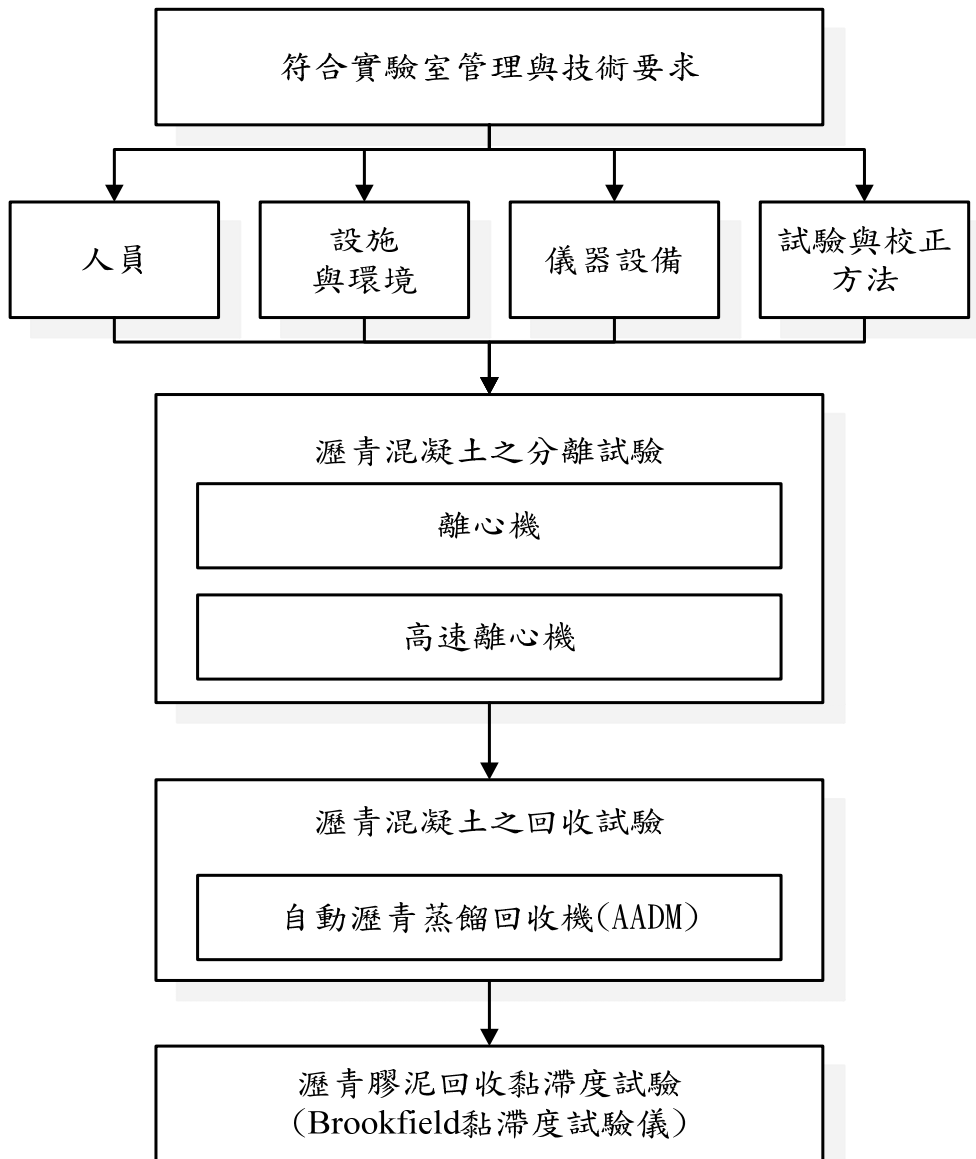 符合實驗室管理與技術要求
人員
設施
與環境
儀器設備
試驗與校正
方法
瀝青混凝土之分離試驗
離心機
高速離心機
瀝青混凝土之回收試驗
自動瀝青蒸餾回收機(AADM)
瀝青膠泥回收黏滯度試驗
(Brookfield黏滯度試驗儀)